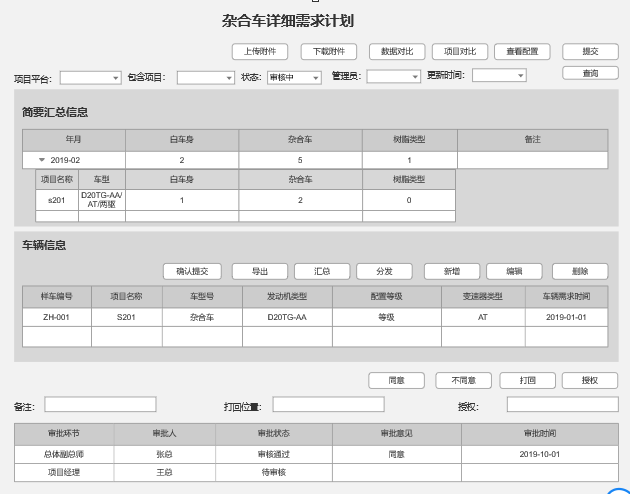 杂合车详细需求计划
上传附件 下载附件 数据对比 项目对比 查看配置 提交
项目平台: 包含项目: 状态: 审核中 管理员: 更新时间: 查询
简要汇总信息
年月 白车身 杂合车 树脂类型 备注
2019-02 2 5 1
项目名称 车型 白车身 杂合车 树脂类型
s201 D20TG-AA/ 1 2 0
AT/两驱
车辆信息
确认提交 导出 汇总 分发 新增 编辑 删除
样车编号 项目名称 车型号 发动机类型 配置等级 变速器类型 车辆需求时间
ZH-001 S201 杂合车 D20TG-AA 等级 AT 2019-01-01
同意 不同意 打回 授权
备注: 打回位置: 授权:
审批环节 审批人 审批状态 审批意见 审批时间
总体副总师 张总 审核通过 同意 2019-10-01
项目经理 王总 待审核